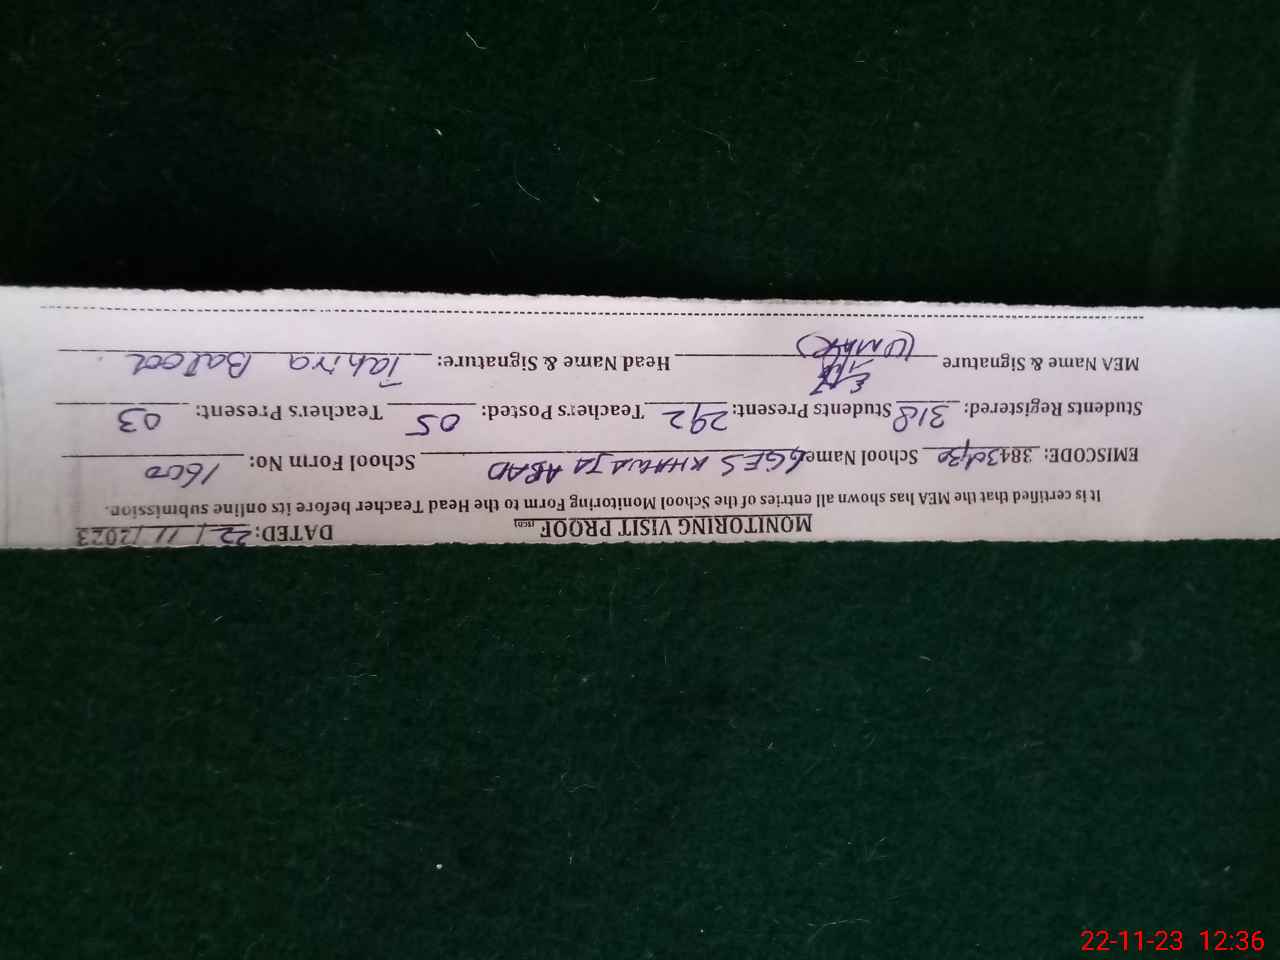 MONITORING VISIT PROOF DATED: 22/11/2023
It is certified that the MEA has shown all entries of the School Monitoring Form to the Head Teacher before its online submission.
EMISCODE: School Name GGES KHAWAJA ABAD School Form No: 1600
Students Registered: 318 Students Present: 292 Teachers Posted: 05 Teachers Present: 03
MEA Name & Signature (UMAR) Head Name & Signature: Tahira
22-11-23 12:36